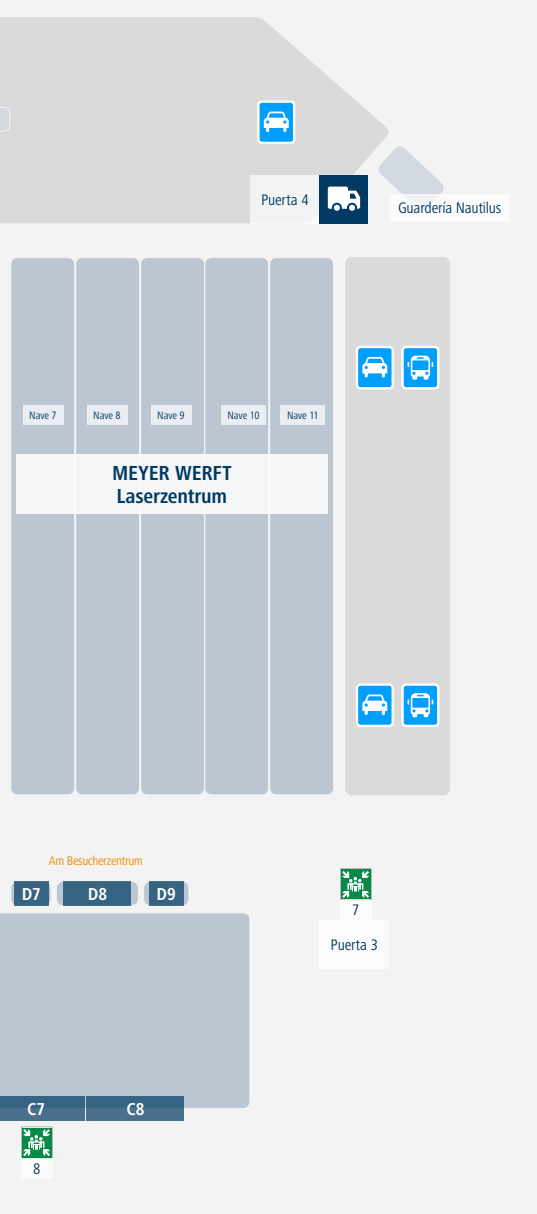 Puerta 4
Guardería Nautilus
Nave 7
Nave 8
Nave 9
Nave 10
Nave 11
MEYER WERFT
Laserzentrum
Am Besucherzentrum
D7
D8
D9
7
Puerta 3
C7
C8
8